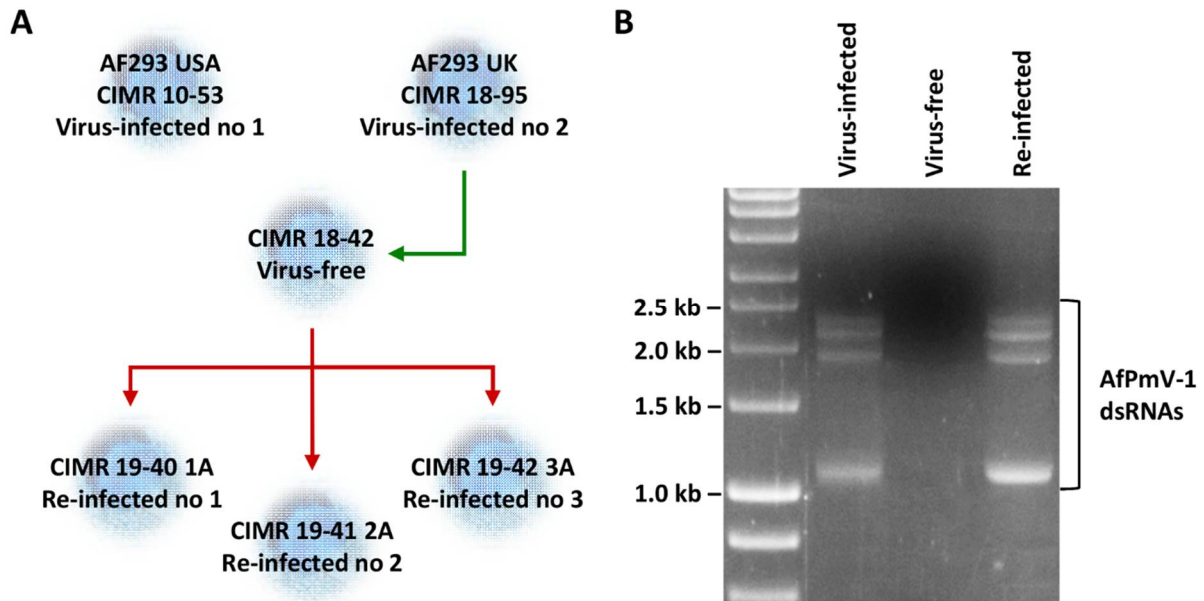 A
AF293 USA
CIMR 10-53
Virus-infected no 1
AF293 UK
CIMR 18-95
Virus-infected no 2
CIMR 18-42
Virus-free
CIMR 19-40 1A
Re-infected no 1
CIMR 19-41 2A
Re-infected no 2
CIMR 19-42 3A
Re-infected no 3
B
Virus-infected
Virus-free
Re-infected
2.5 kb
2.0 kb
1.5 kb
1.0 kb
AfPmV-1
dsRNAs